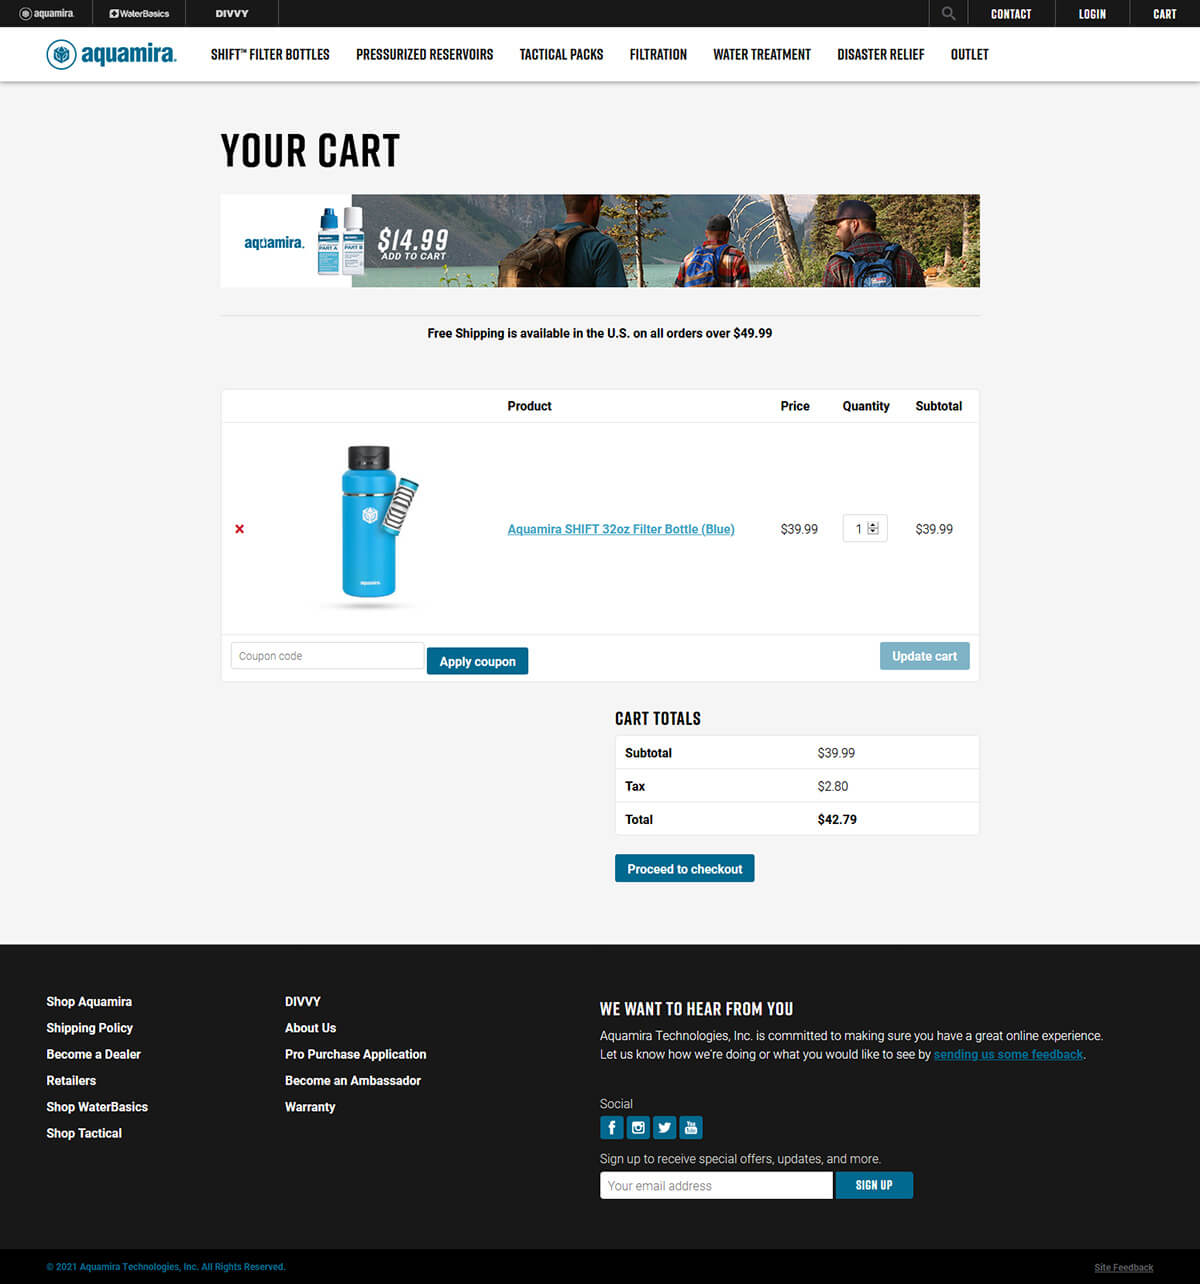 aquamira WaterBasics DIVVY CONTACT LOGIN CART
aquamira. SHIFT™ FILTER BOTTLES PRESSURIZED RESERVOIRS TACTICAL PACKS FILTRATION WATER TREATMENT DISASTER RELIEF OUTLET
YOUR CART
aquamira. PART A PART B $14.99
ADD TO CART
Free Shipping is available in the U.S. on all orders over $49.99
Product Price Quantity Subtotal
aquamira
Aquamira SHIFT 32oz Filter Bottle (Blue) $39.99 1 $39.99
Coupon code Apply coupon Update cart
CART TOTALS
Subtotal $39.99
Tax $2.80
Total $42.79
Proceed to checkout
Shop Aquamira
Shipping Policy
Become a Dealer
Retailers
Shop WaterBasics
Shop Tactical
DIVVY
About Us
Pro Purchase Application
Become an Ambassador
Warranty
WE WANT TO HEAR FROM YOU
Aquamira Technologies, Inc. is committed to making sure you have a great online experience.
Let us know how we're doing or what you would like to see by sending us some feedback.
Social
You Tube
Sign up to receive special offers, updates, and more.
Your email address SIGN UP
© 2021 Aquamira Technologies, Inc. All Rights Reserved. Site Feedback